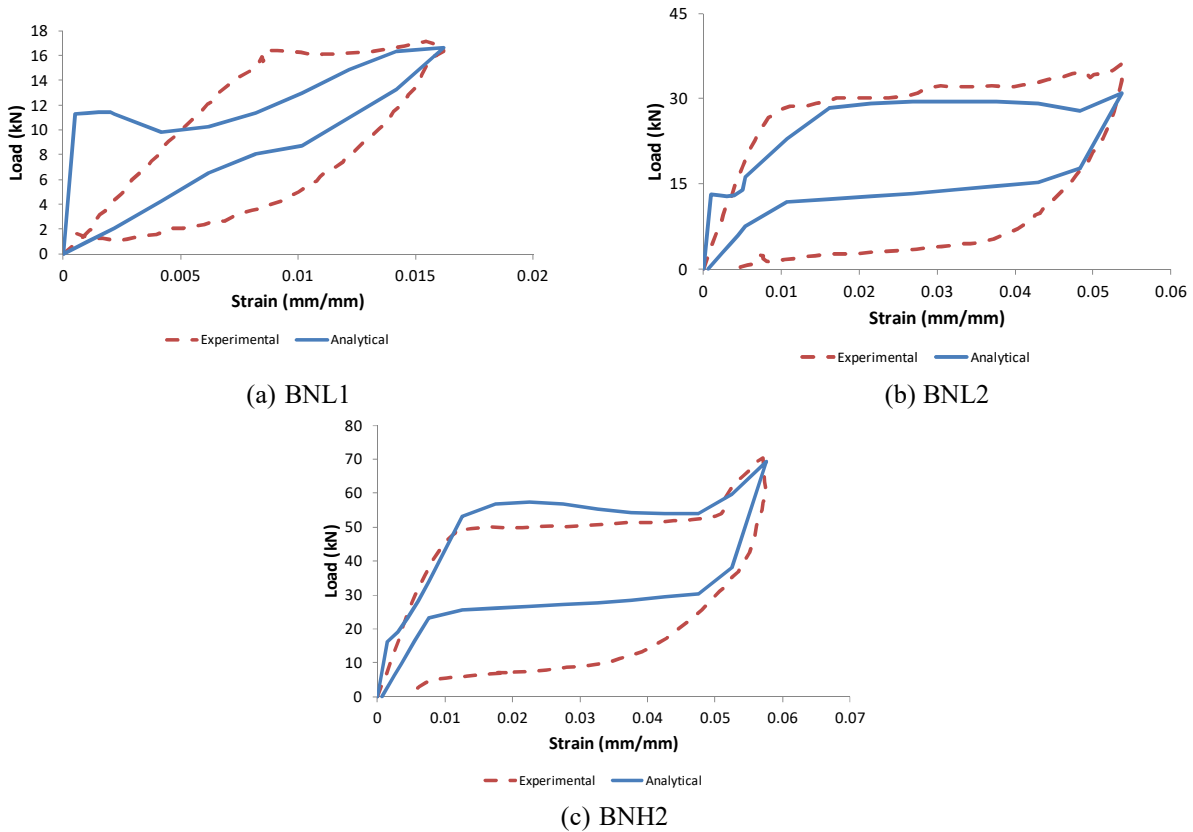 18
16
14
12
10
8
6
4
2
0
Load (kN)
0 0.005 0.01 0.015 0.02
Strain (mm/mm)
Experimental Analytical
(a) BNL1
45
30
15
0
Load (kN)
0 0.01 0.02 0.03 0.04 0.05 0.06
Strain (mm/mm)
Experimental Analytical
(b) BNL2
80
70
60
50
40
30
20
10
0
Load (kN)
0 0.01 0.02 0.03 0.04 0.05 0.06 0.07
Strain (mm/mm)
Experimental Analytical
(c) BNH2